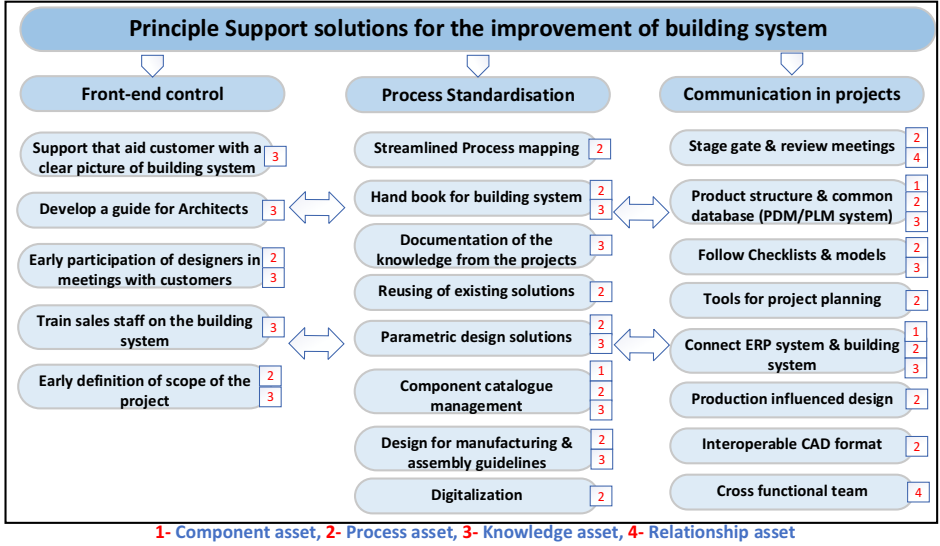 Principle Support solutions for the improvement of building system
Front-end control
Support that aid customer with a
clear picture of building system
3
Develop a guide for Architects
3
Early participation of designers in
meetings with customers
2
3
Train sales staff on the building
system
3
Early definition of scope of the
project
2
3
Process Standardisation
Streamlined Process mapping
2
Hand book for building system
2
3
Documentation of the
knowledge from the projects
3
Reusing of existing solutions
2
Parametric design solutions
2
3
Component catalogue
management
1
2
3
Design for manufacturing &
assembly guidelines
2
3
Digitalization
2
Communication in projects
Stage gate & review meetings
2
4
Product structure & common
database (PDM/PLM system)
1
2
3
Follow Checklists & models
2
3
Tools for project planning
2
Connect ERP system & building
system
1
2
3
Production influenced design
2
Interoperable CAD format
2
Cross functional team
4
1- Component asset, 2- Process asset, 3- Knowledge asset, 4- Relationship asset